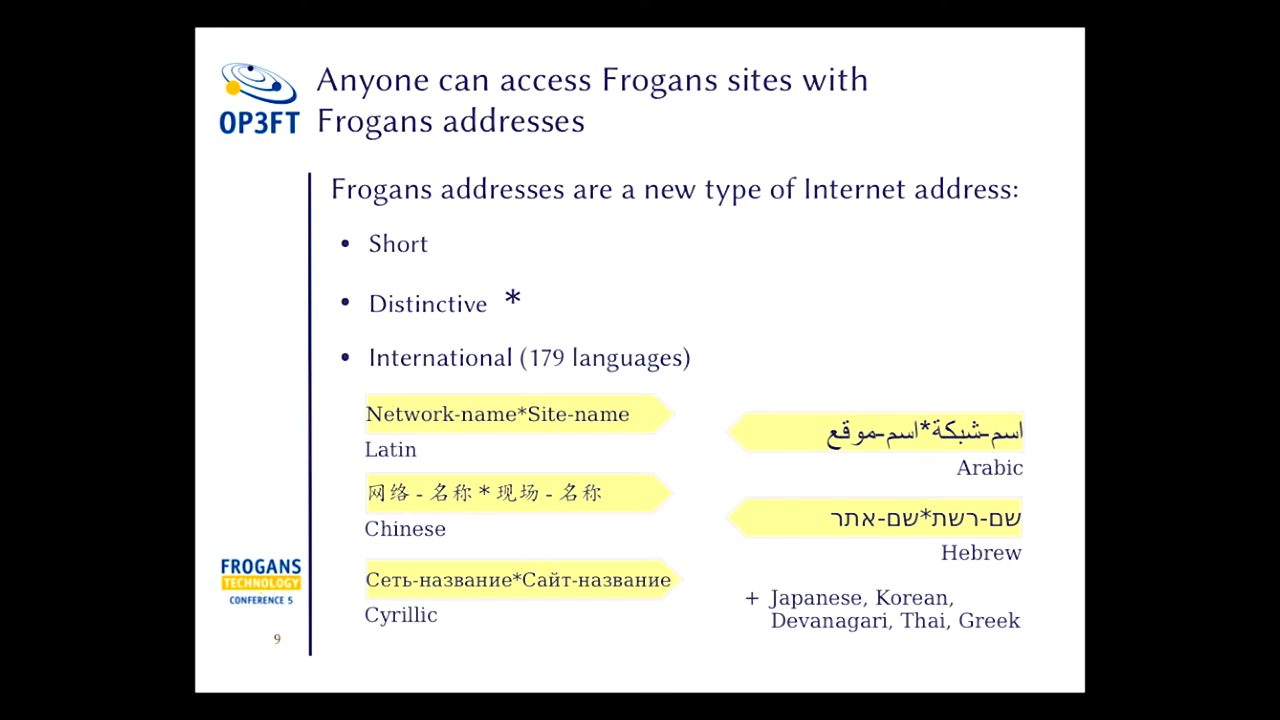 OP3FT
Anyone can access Frogans sites with
Frogans addresses
Frogans addresses are a new type of Internet address:
• Short
• Distinctive *
• International (179 languages)
Network-name*Site-name
Latin
网络 - 名称 * 现场 - 名称
Chinese
Сеть-название*Сайт-название
Cyrillic
اسم-شبكة*اسم-موقع
Arabic
שם-רשת*שם-אתר
Hebrew
+ Japanese, Korean,
Devanagari, Thai, Greek
FROGANS
TECHNOLOGY
CONFERENCE 5
9